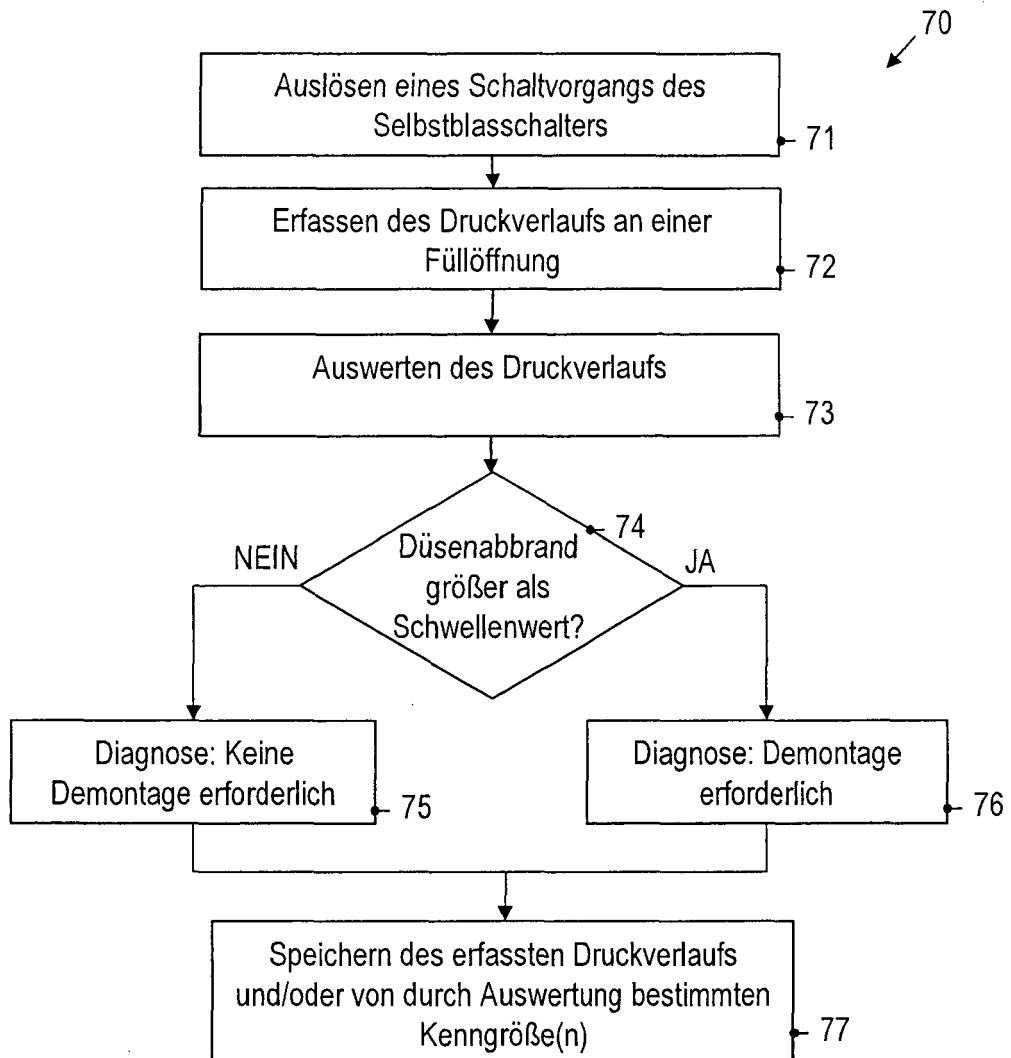 70
Auslösen eines Schaltvorgangs des
Selbstblasschalters
71
Erfassen des Druckverlaufs an einer
Füllöffnung
72
Auswerten des Druckverlaufs
73
74
Düsenabbrand
größer als
Schwellenwert?
NEIN
JA
Diagnose: Keine
Demontage erforderlich
75
Diagnose: Demontage
erforderlich
76
Speichern des erfassten Druckverlaufs
und/oder von durch Auswertung bestimmten
Kenngröße(n)
77